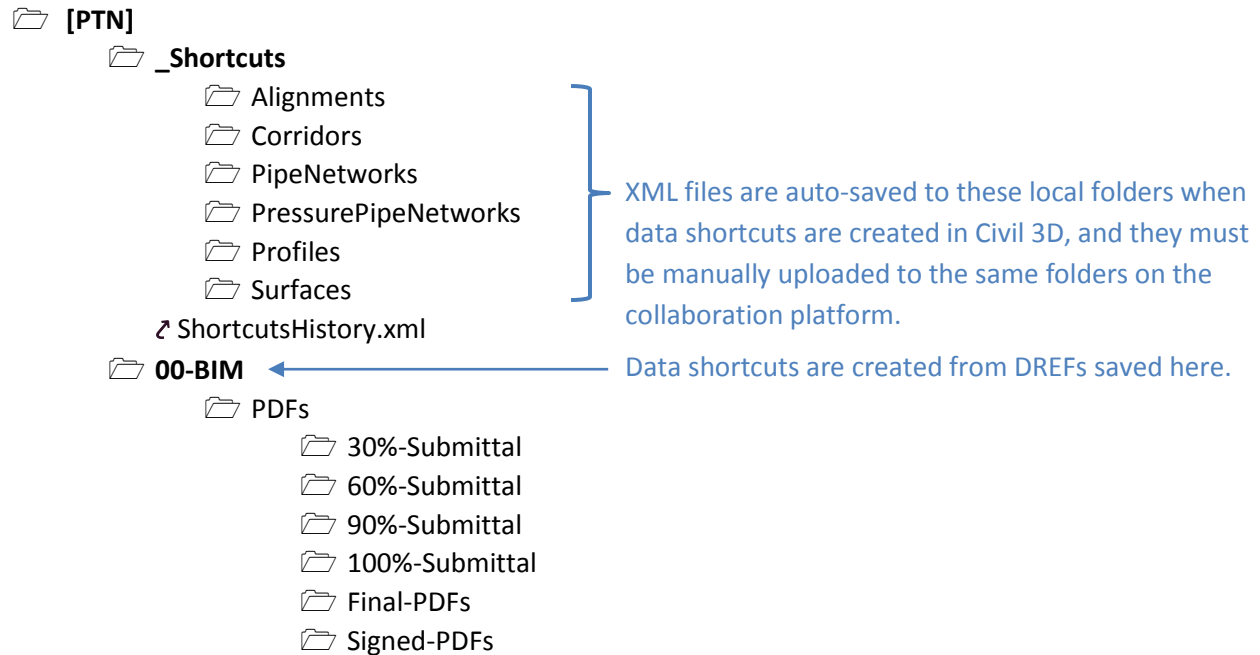 [PTN]
_Shortcuts
Alignments
Corridors
PipeNetworks
PressurePipeNetworks
Profiles
Surfaces
XML files are auto-saved to these local folders when
data shortcuts are created in Civil 3D, and they must
be manually uploaded to the same folders on the
collaboration platform.
ShortcutsHistory.xml
00-BIM
Data shortcuts are created from DREFs saved here.
PDFs
30%-Submittal
60%-Submittal
90%-Submittal
100%-Submittal
Final-PDFs
Signed-PDFs